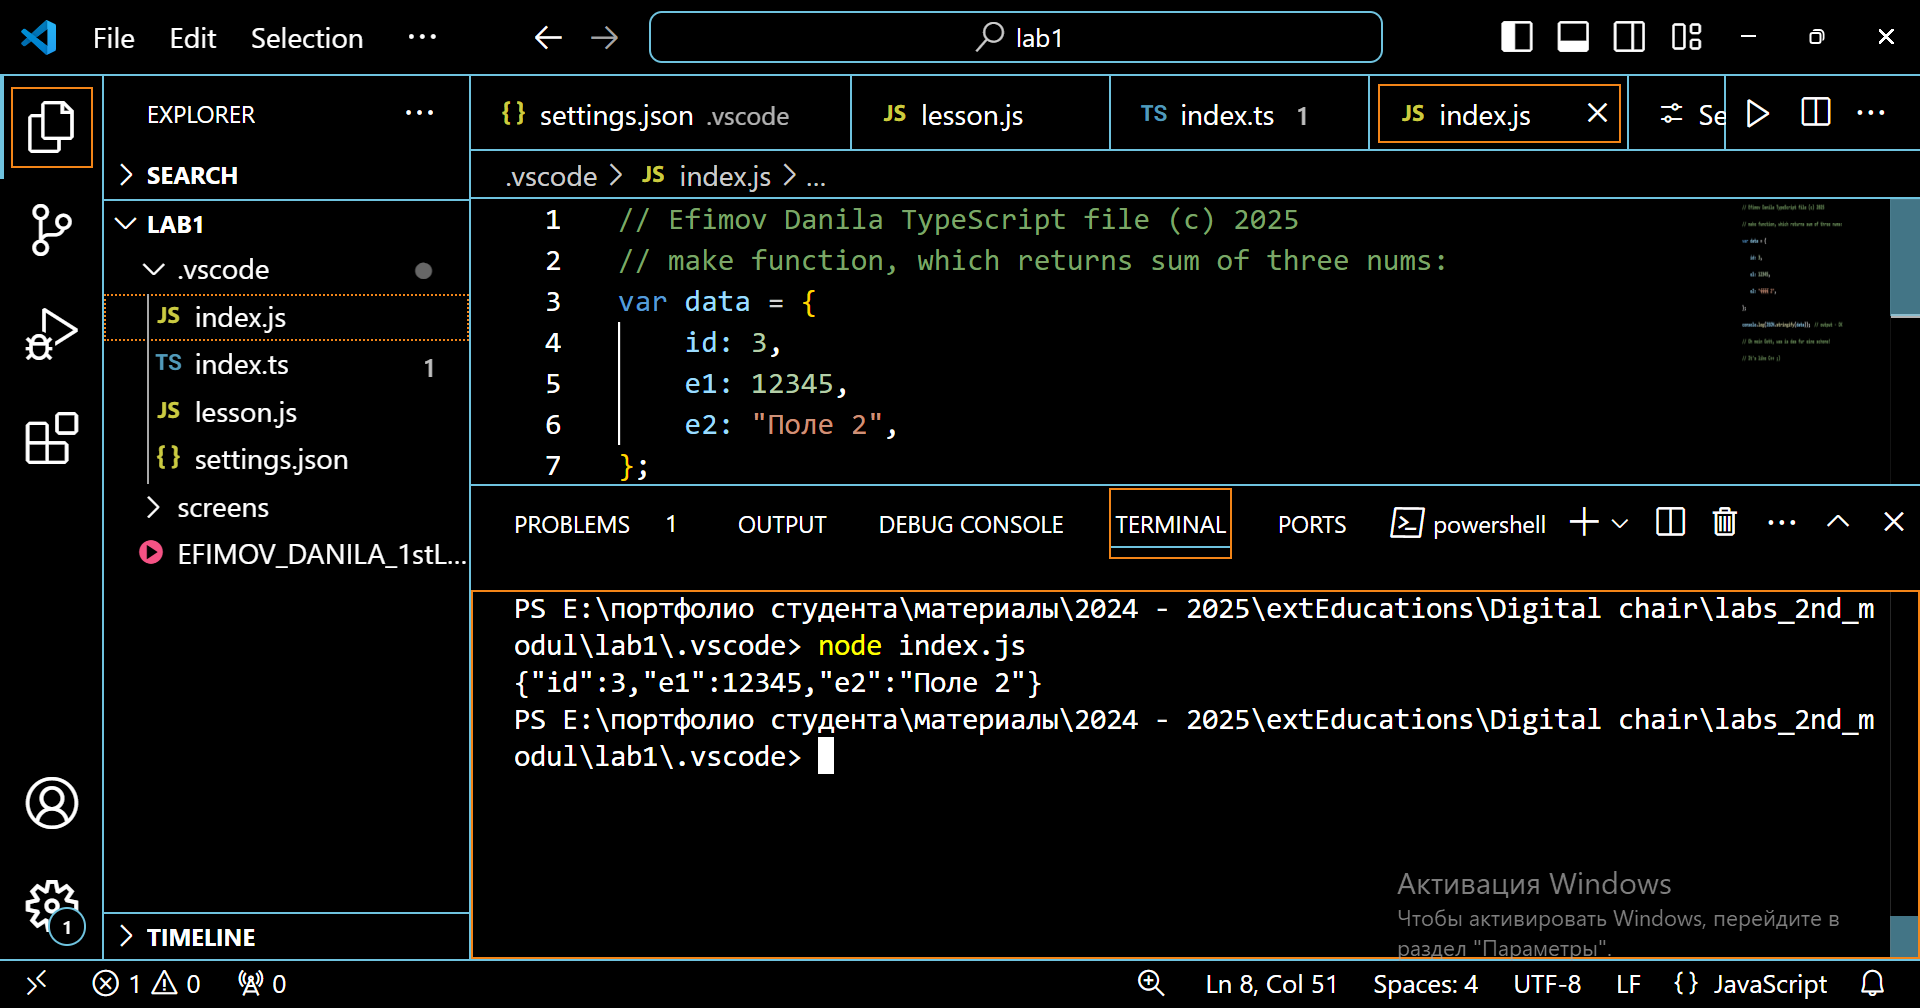 File Edit Selection ··· lab1
EXPLORER ···
SEARCH
LAB1
.vscode
JS index.js
TS index.ts 1
JS lesson.js
{} settings.json
screens
EFIMOV_DANILA_1stL...
TIMELINE
1
{} settings.json .vscode JS lesson.js TS index.ts 1 JS index.js Se ···
.vscode > JS index.js > ...
1 // Efimov Danila TypeScript file (c) 2025
2 // make function, which returns sum of three nums:
3 var data = {
4 id: 3,
5 e1: 12345,
6 e2: "Поле 2",
7 };
PROBLEMS 1 OUTPUT DEBUG CONSOLE TERMINAL PORTS powershell ···
PS E:\портфолио студента\материалы\2024 - 2025\extEducations\Digital chair\labs_2nd_m
odul\lab1\.vscode> node index.js
{"id":3,"e1":12345,"e2":"Поле 2"}
PS E:\портфолио студента\материалы\2024 - 2025\extEducations\Digital chair\labs_2nd_m
odul\lab1\.vscode>
Активация Windows
Чтобы активировать Windows, перейдите в
раздел "Параметры".
1 0 0 Ln 8, Col 51 Spaces: 4 UTF-8 LF {} JavaScript